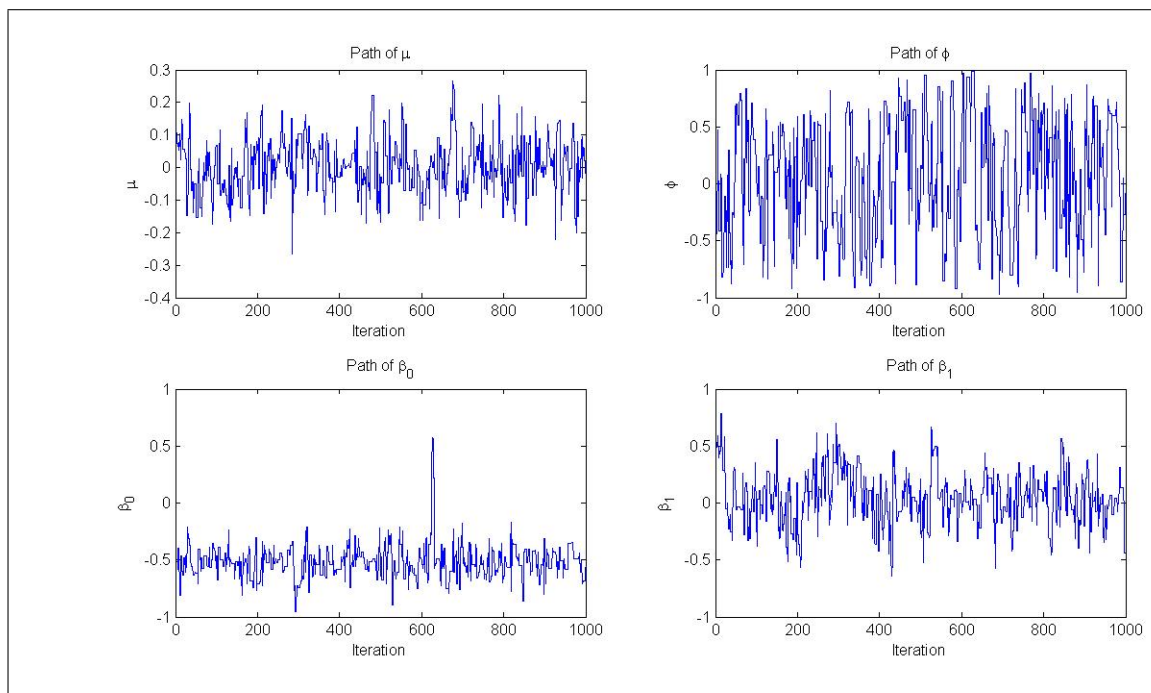 Path of μ
0.3
0.2
0.1
0
-0.1
-0.2
-0.3
-0.4
μ
0 200 400 600 800 1000
Iteration
Path of ϕ
1
0.5
0
-0.5
-1
ϕ
0 200 400 600 800 1000
Iteration
Path of β₀
1
0.5
0
-0.5
-1
β₀
0 200 400 600 800 1000
Iteration
Path of β₁
1
0.5
0
-0.5
-1
β₁
0 200 400 600 800 1000
Iteration